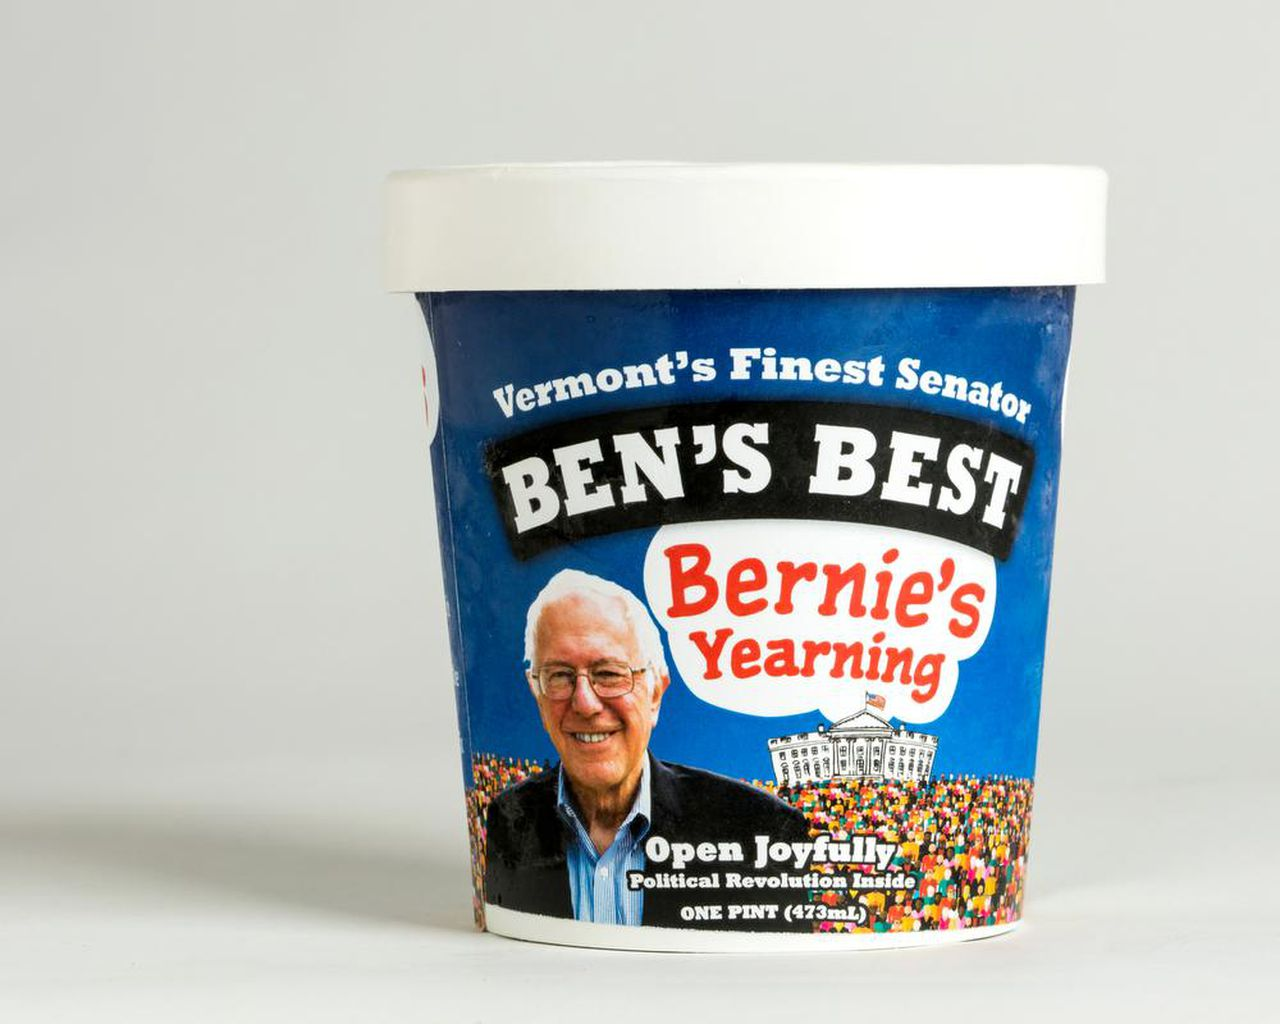 Vermont's Finest Senator
BEN'S BEST
Bernie's
Yearning
Open Joyfully
Political Revolution Inside
ONE PINT (473mL)